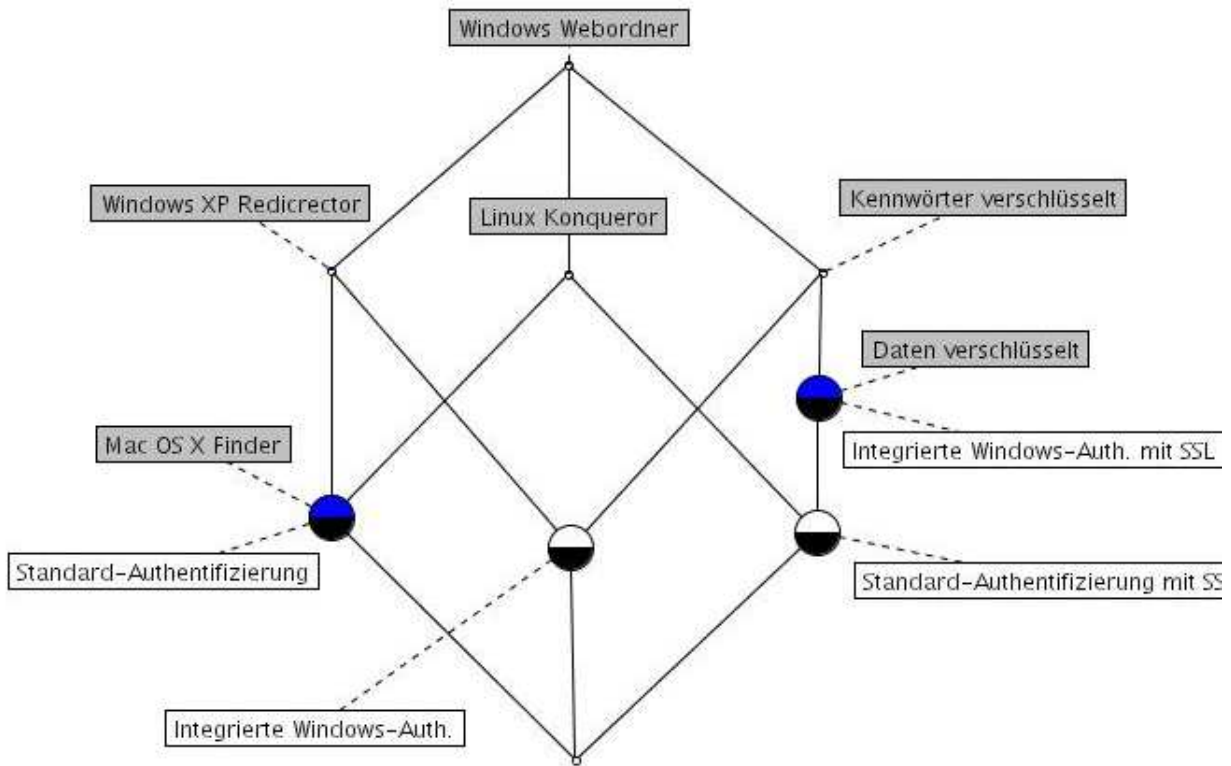 Windows Webordner
Windows XP Redicrector
Linux Konqueror
Kennwörter verschlüsselt
Daten verschlüsselt
Mac OS X Finder
Integrierte Windows-Auth. mit SSL
Standard-Authentifizierung
Standard-Authentifizierung mit SS
Integrierte Windows-Auth.